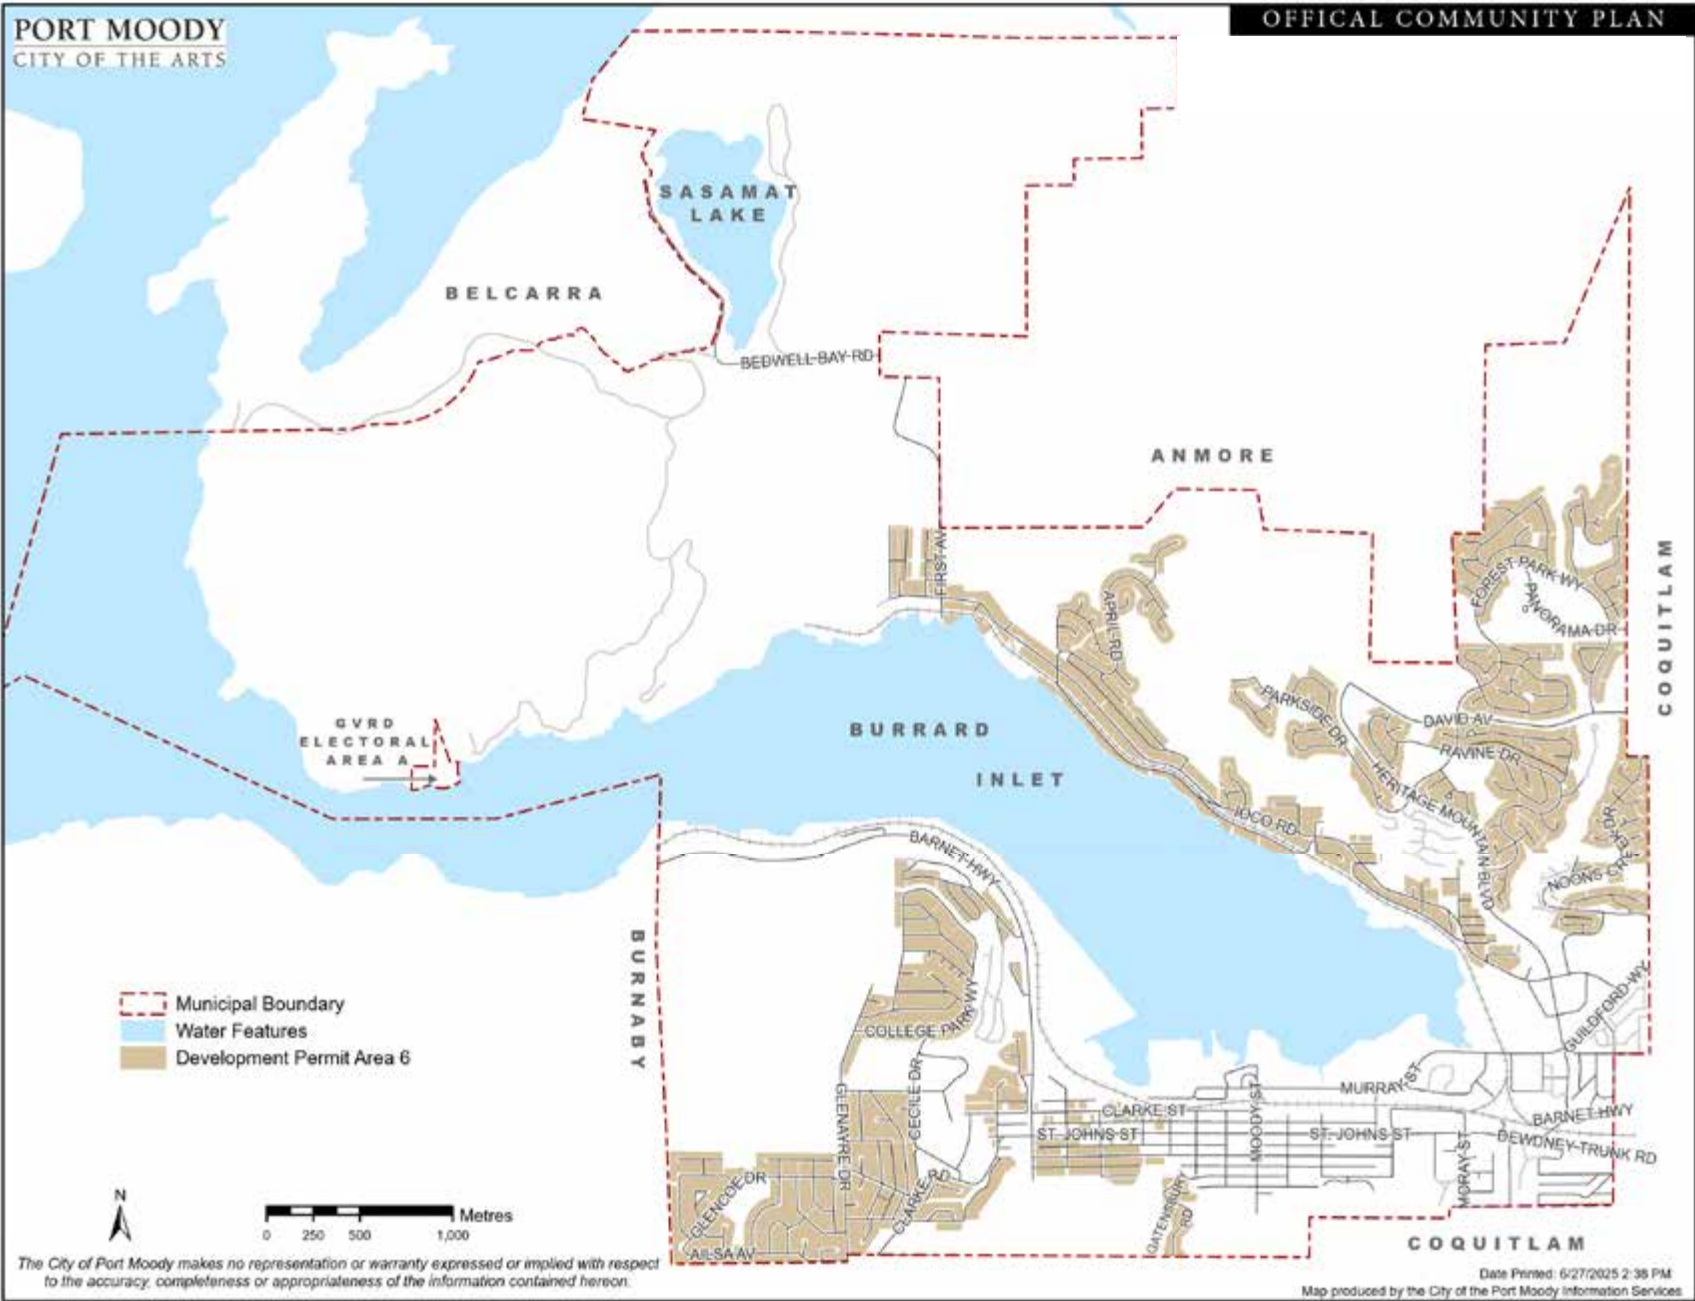 PORT MOODY
CITY OF THE ARTS
OFFICAL COMMUNITY PLAN
SASAMAT
LAKE
BELCARRA
BEDWELL BAY RD
ANMORE
COQUITLAM
FIRST AV
APRIL RD
FOREST PARK WY
PANORAMA DR
PARKSIDE DR
DAVID AV
RAVINE DR
HERITAGE MOUNTAIN BLVD
IOCO RD
NOONS CREEK DR
GVRD
ELECTORAL
AREA A
BURRARD
INLET
BARNET HWY
BURNABY
COLLEGE PARK WY
GUILDFORD WY
CECILE DR
GLENAYRE DR
MURRAY ST
CLARKE ST
MOODY ST
BARNET HWY
ST. JOHNS ST
ST. JOHNS ST
DEWDNEY TRUNK RD
MORAY ST
GLENCOE DR
CLARKE RD
GATENSBURY
RD
AILSA AV
COQUITLAM
Municipal Boundary
Water Features
Development Permit Area 6
N
Metres
0 250 500 1,000
The City of Port Moody makes no representation or warranty expressed or implied with respect
to the accuracy, completeness or appropriateness of the information contained hereon.
Date Printed: 6/27/2025 2:38 PM
Map produced by the City of the Port Moody Information Services